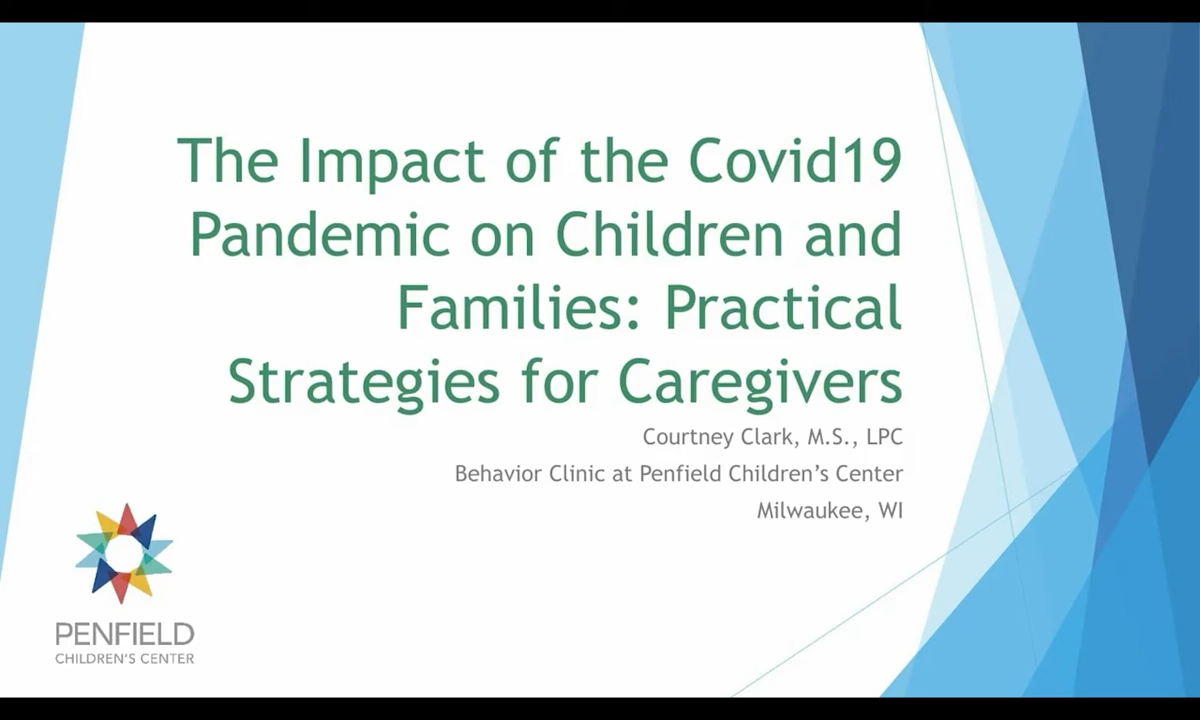 The Impact of the Covid19
Pandemic on Children and
Families: Practical
Strategies for Caregivers
Courtney Clark, M.S., LPC
Behavior Clinic at Penfield Children's Center
Milwaukee, WI
PENFIELD
CHILDREN'S CENTER